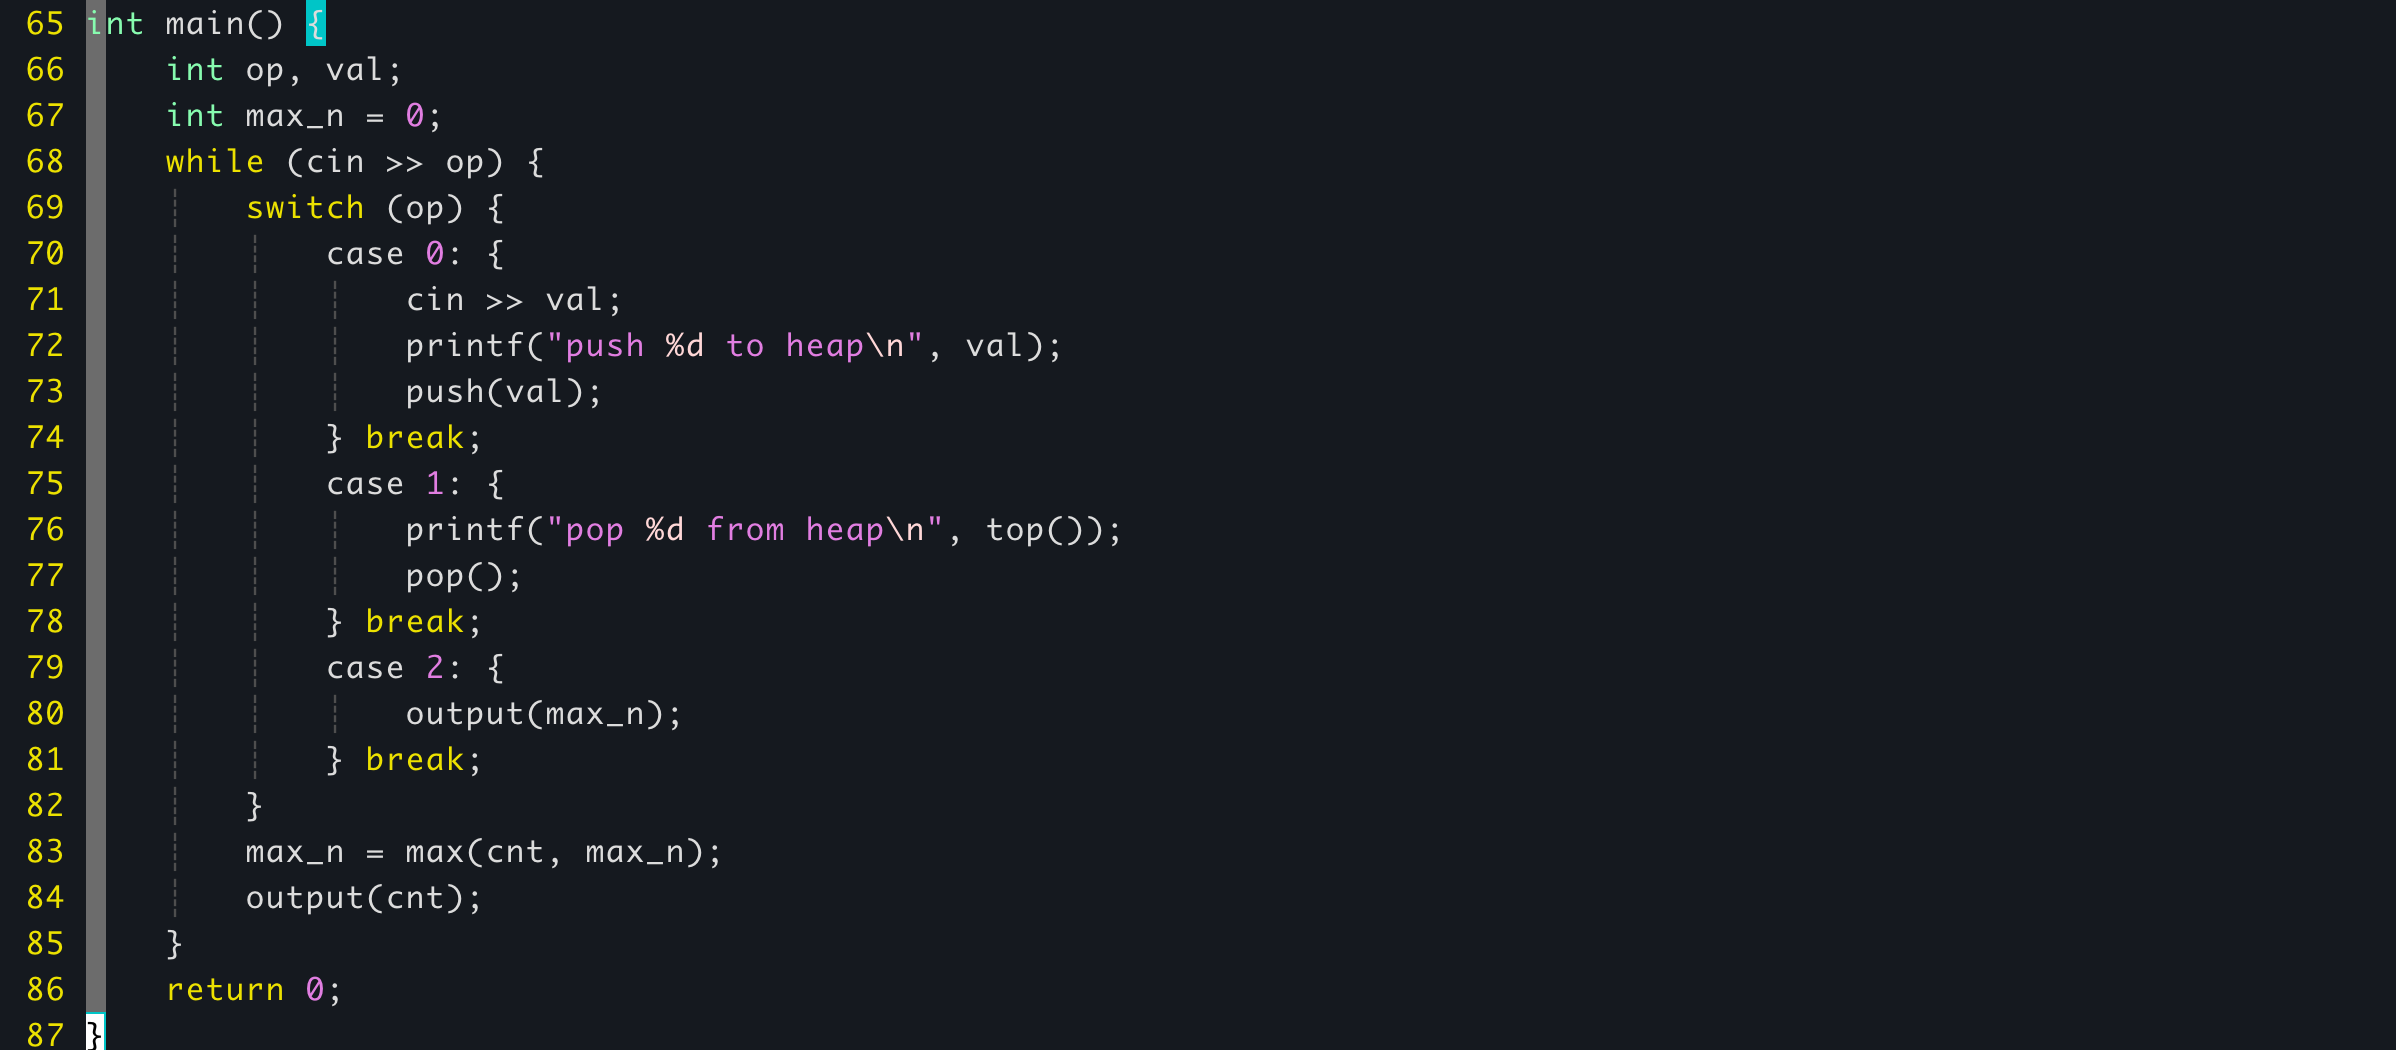 65 int main() {
66     int op, val;
67     int max_n = 0;
68     while (cin >> op) {
69         switch (op) {
70             case 0: {
71                 cin >> val;
72                 printf("push %d to heap\n", val);
73                 push(val);
74             } break;
75             case 1: {
76                 printf("pop %d from heap\n", top());
77                 pop();
78             } break;
79             case 2: {
80                 output(max_n);
81             } break;
82         }
83         max_n = max(cnt, max_n);
84         output(cnt);
85     }
86     return 0;
87 }